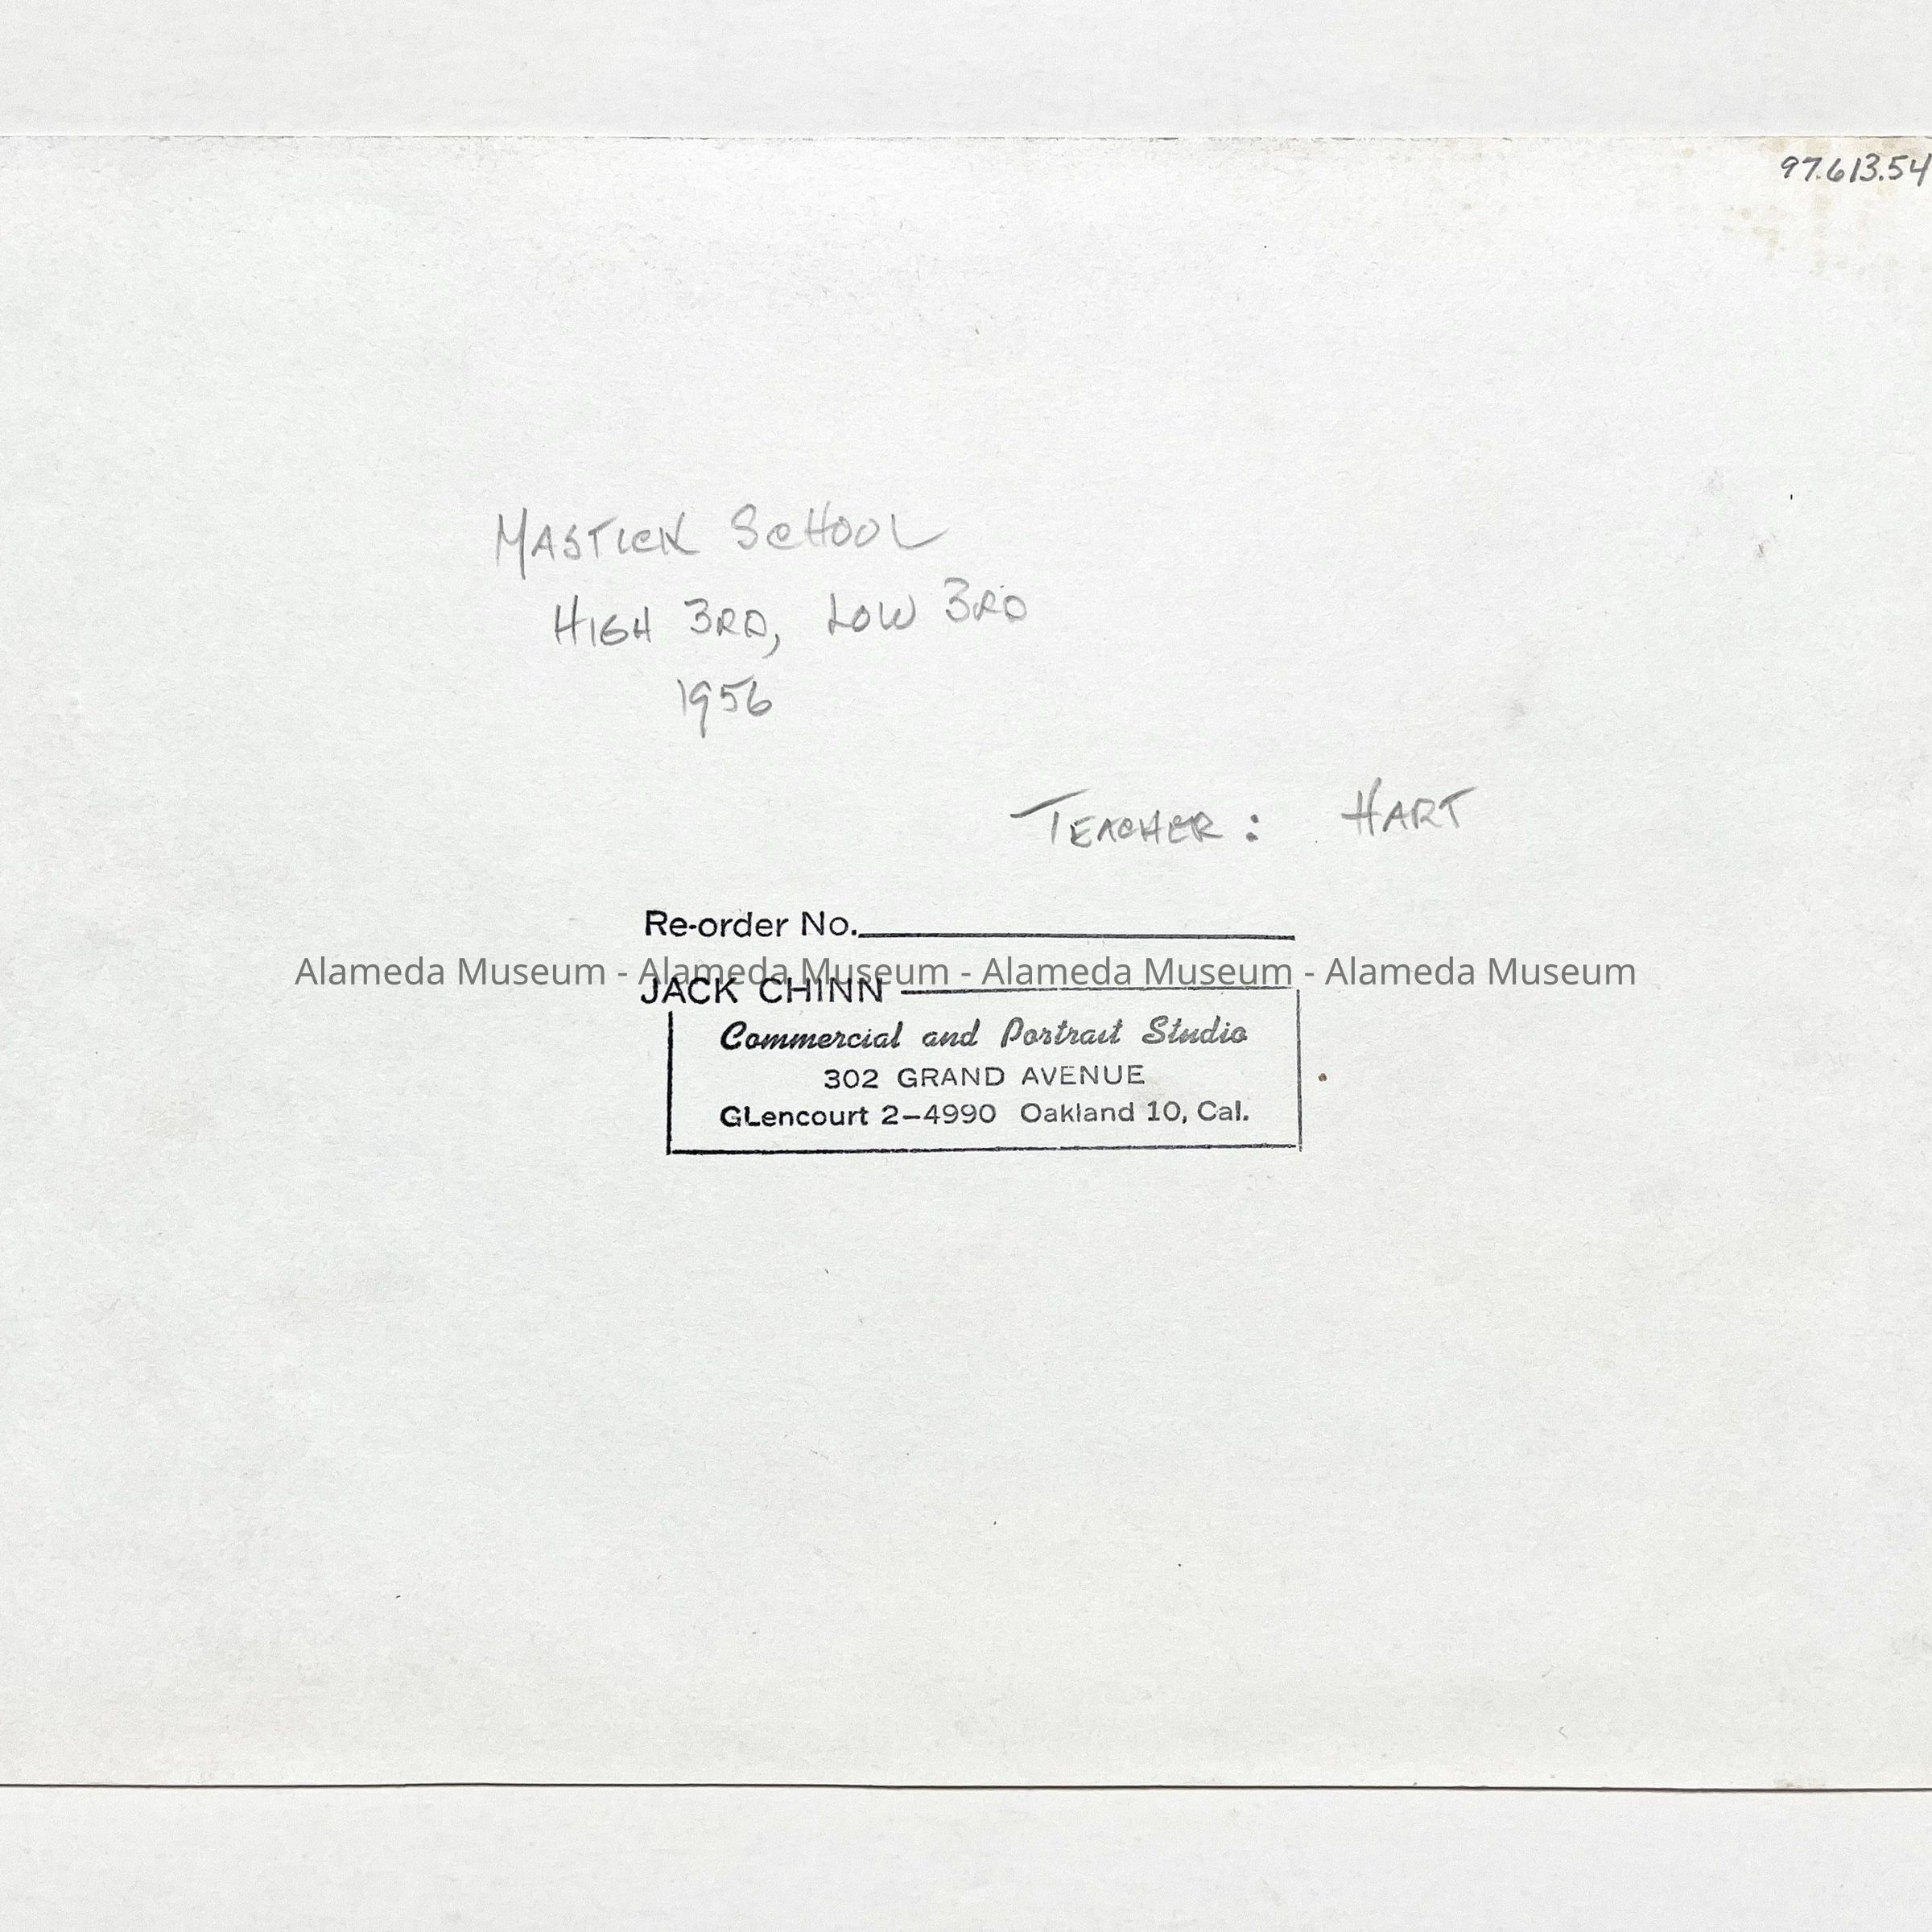 97.613.54
MASTICK SCHOOL
HIGH 3RD, LOW 3RD
1956
TEACHER: HART
Re-order No.
Alameda Museum - Alameda Museum - Alameda Museum - Alameda Museum
JACK CHINN
Commercial and Portrait Studio
302 GRAND AVENUE
GLencourt 2-4990 Oakland 10, Cal.